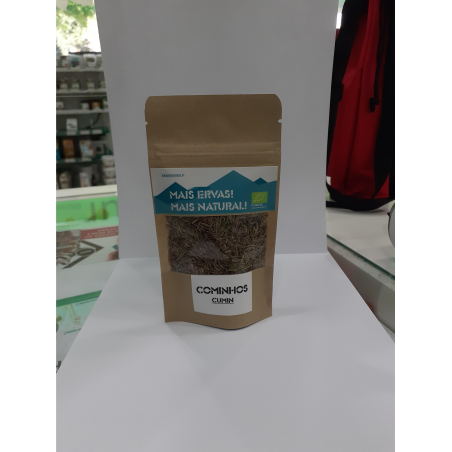 MAIS ERVAS!
MAIS NATURAL!
COMINHOS
CUMIN